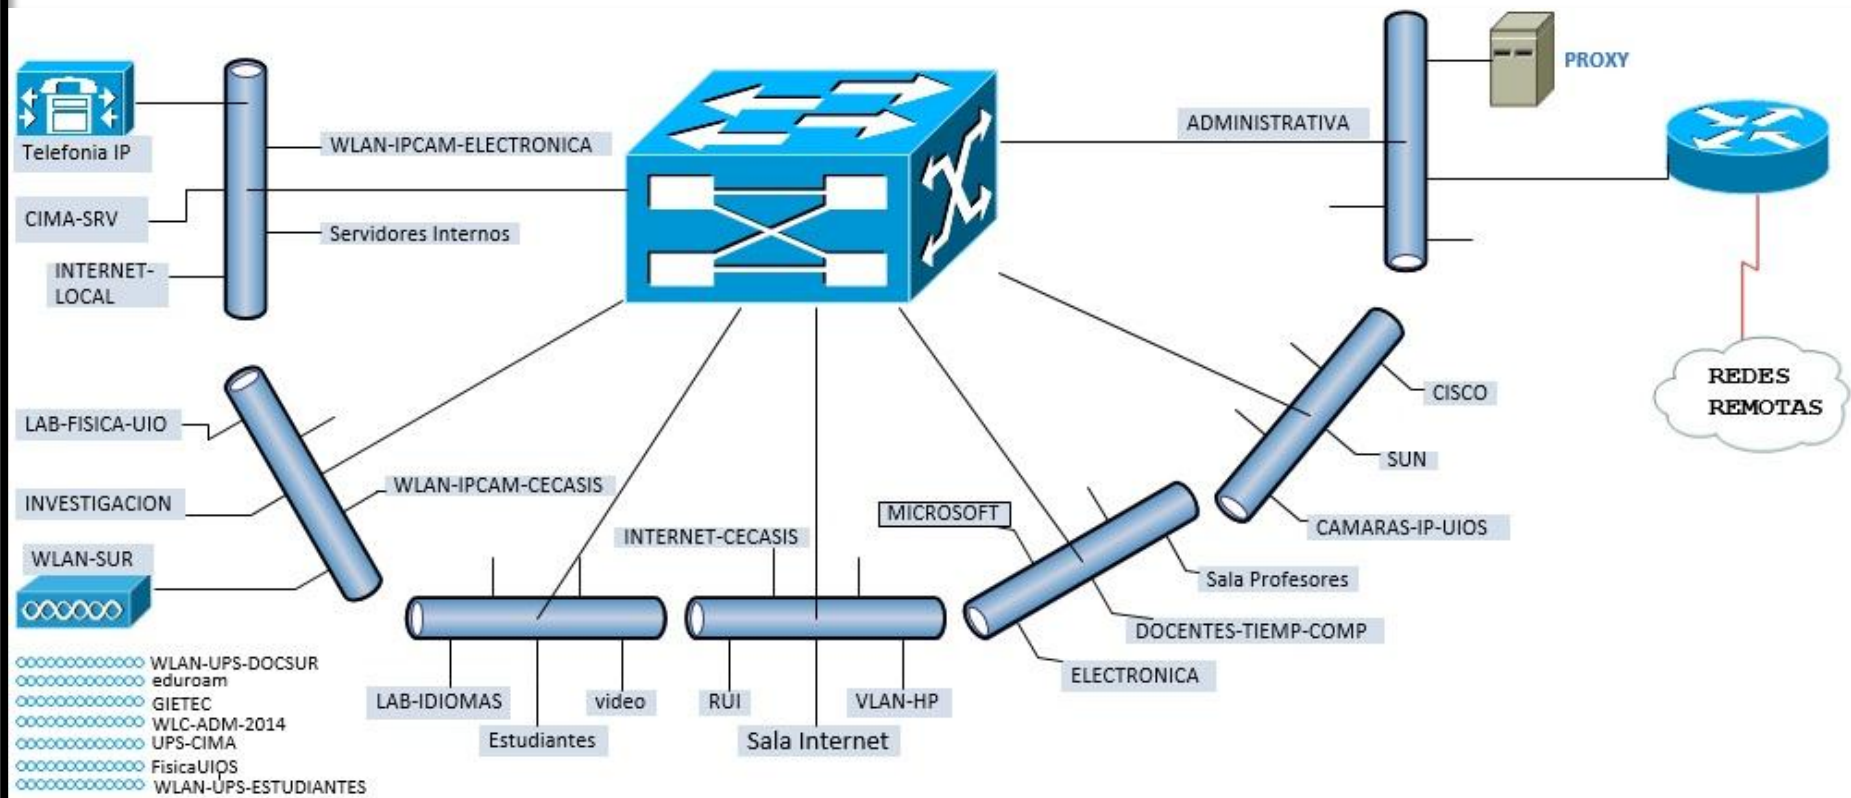 PROXY
ADMINISTRATIVA
Telefonia IP
WLAN-IPCAM-ELECTRONICA
CIMA-SRV
Servidores Internos
INTERNET-
LOCAL
REDES
REMOTAS
CISCO
LAB-FISICA-UIO
SUN
WLAN-IPCAM-CECASIS
INVESTIGACION
MICROSOFT
CAMARAS-IP-UIOS
INTERNET-CECASIS
WLAN-SUR
Sala Profesores
DOCENTES-TIEMP-COMP
ELECTRONICA
LAB-IDIOMAS
video
RUI
VLAN-HP
Estudiantes
Sala Internet
WLAN-UPS-DOCSUR
eduroam
GIETEC
WLC-ADM-2014
UPS-CIMA
FisicaUIOS
WLAN-UPS-ESTUDIANTES